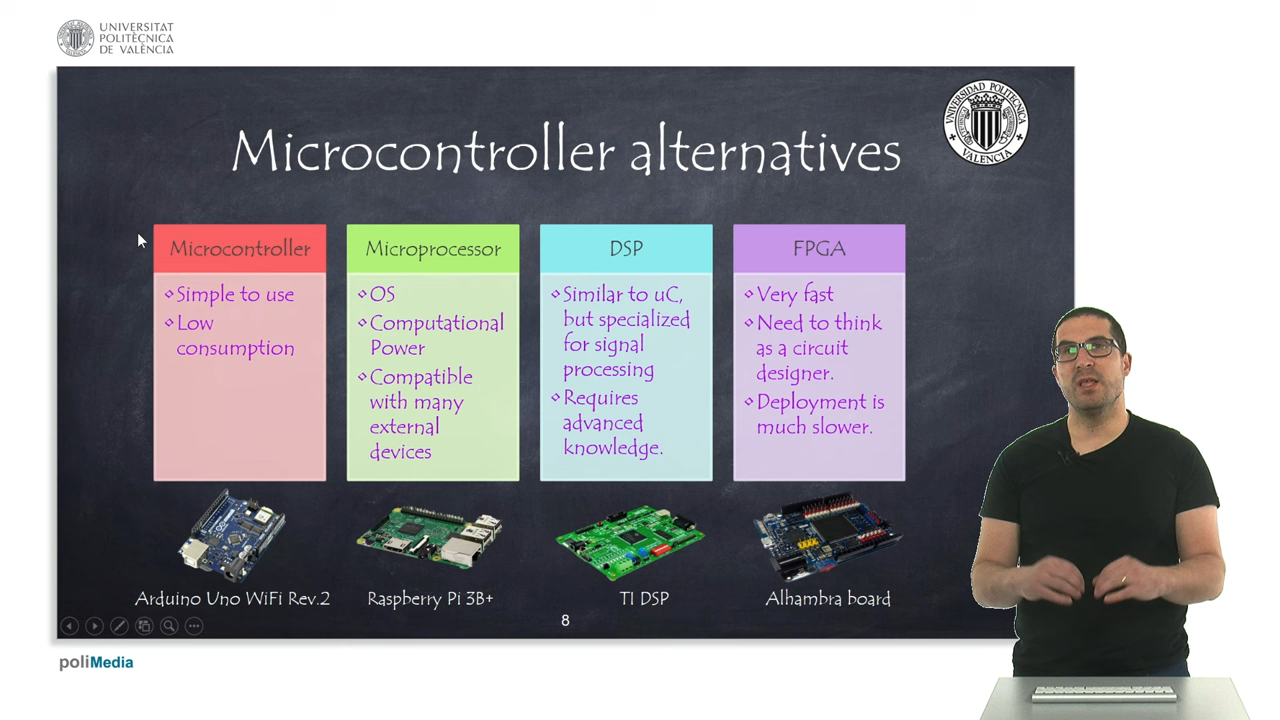 UNIVERSITAT
POLITÈCNICA
DE VALÈNCIA
UNIVERSIDAD POLITECNICA
VALENCIA
Microcontroller alternatives
Microcontroller
Simple to use
Low
consumption
Microprocessor
OS
Computational
Power
Compatible
with many
external
devices
DSP
Similar to uC,
but specialized
for signal
processing
Requires
advanced
knowledge.
FPGA
Very fast
Need to think
as a circuit
designer.
Deployment is
much slower.
Arduino Uno WiFi Rev.2
Raspberry Pi 3B+
TI DSP
Alhambra board
8
poliMedia